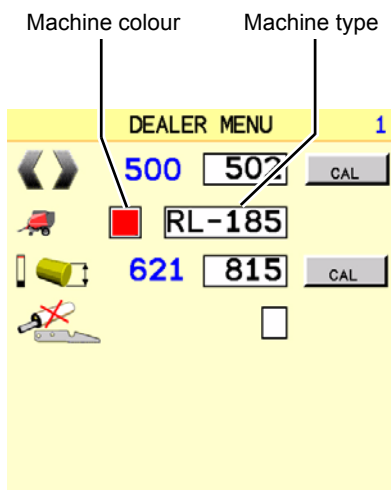 Machine colour Machine type
DEALER MENU 1
500 502 CAL
RL-185
621 815 CAL